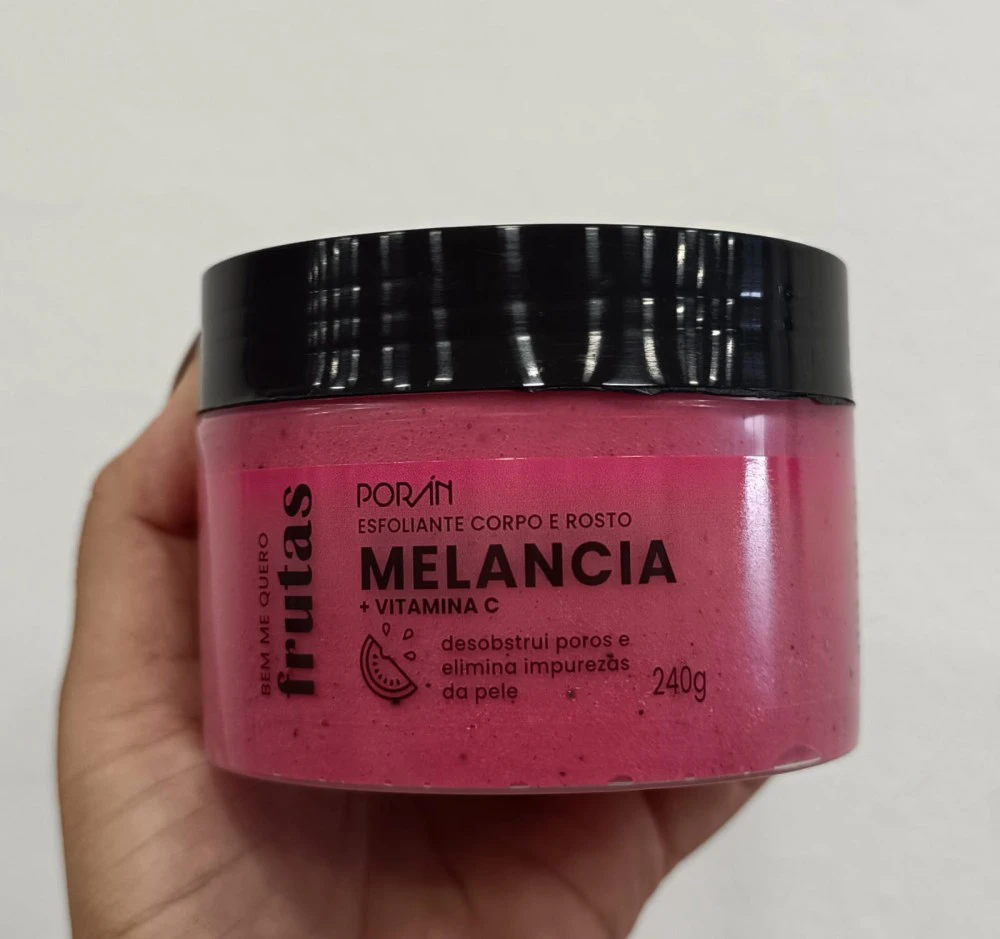 BEM ME QUERO
frutas
PORÁN
ESFOLIANTE CORPO E ROSTO
MELANCIA
+ VITAMINA C
desobstrui poros e
elimina impurezas
da pele
240g